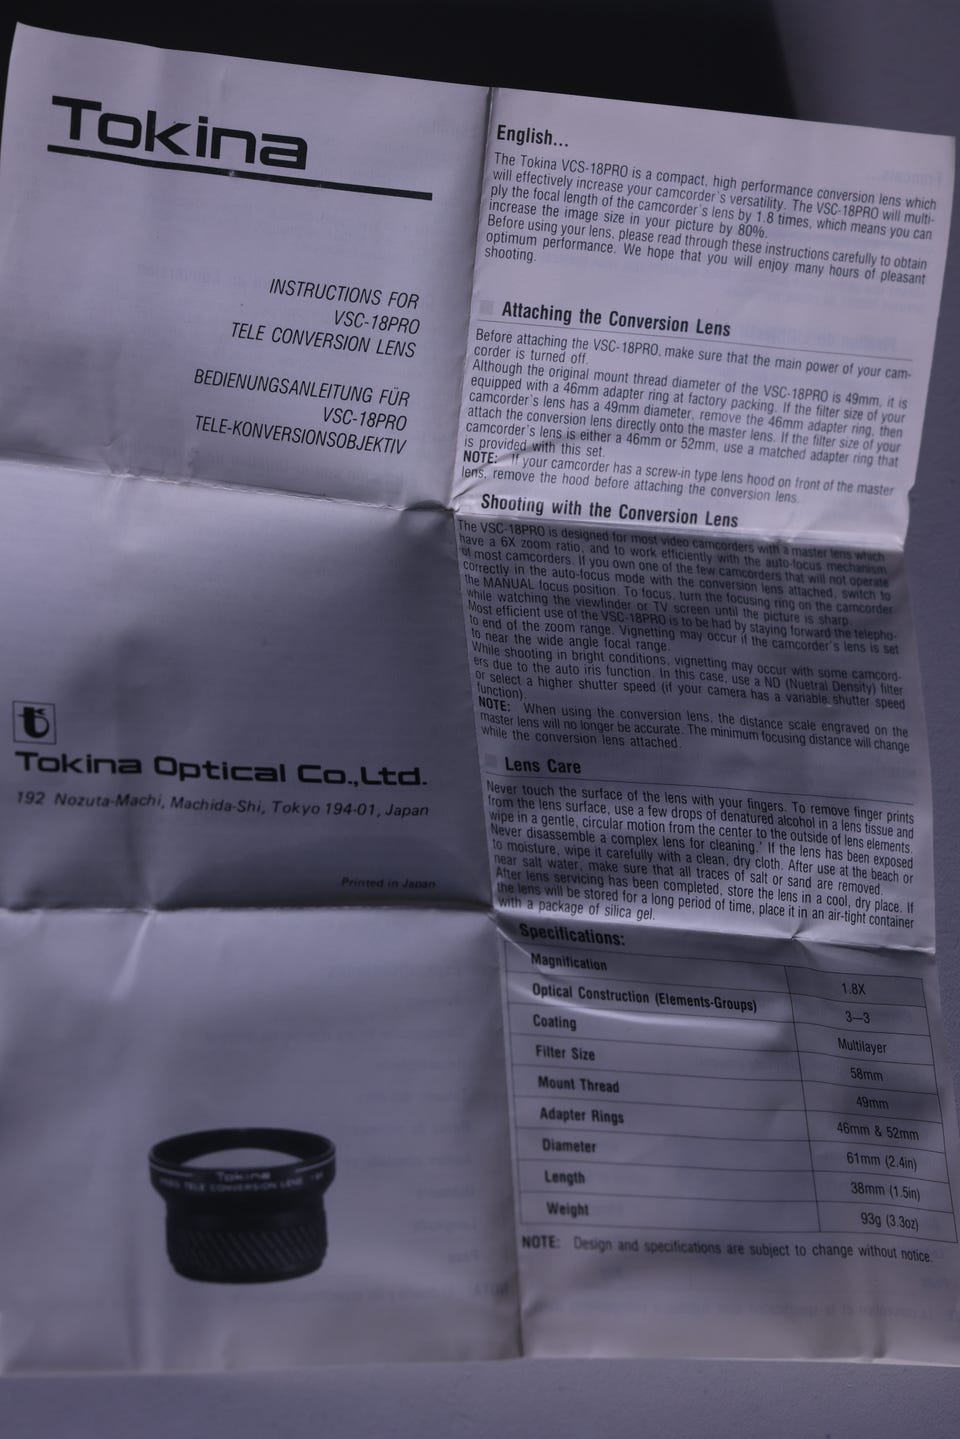 Tokina
INSTRUCTIONS FOR
VSC-18PRO
TELE CONVERSION LENS
BEDIENUNGSANLEITUNG FÜR
VSC-18PRO
TELE-KONVERSIONSOBJEKTIV
Tokina Optical Co.,Ltd.
192 Nozuta-Machi, Machida-Shi, Tokyo 194-01, Japan
Printed in Japan
Tokina
TELE CONVERSION LENS
English...
The Tokina VCS-18PRO is a compact, high performance conversion lens which
will effectively increase your camcorder's versatility. The VSC-18PRO will multi-
ply the focal length of the camcorder's lens by 1.8 times, which means you can
increase the image size in your picture by 80%.
Before using your lens, please read through these instructions carefully to obtain
optimum performance. We hope that you will enjoy many hours of pleasant
shooting.
Attaching the Conversion Lens
Before attaching the VSC-18PRO, make sure that the main power of your cam-
corder is turned off.
Although the original mount thread diameter of the VSC-18PRO is 49mm, it is
equipped with a 46mm adapter ring at factory packing. If the filter size of your
camcorder's lens has a 49mm diameter, remove the 46mm adapter ring, then
attach the conversion lens directly onto the master lens. If the filter size of your
camcorder's lens is either a 46mm or 52mm, use a matched adapter ring that
is provided with this set.
NOTE: If your camcorder has a screw-in type lens hood on front of the master
lens, remove the hood before attaching the conversion lens.
Shooting with the Conversion Lens
The VSC-18PRO is designed for most video camcorders with a master lens which
have a 6X zoom ratio, and to work efficiently with the auto-focus mechanism
of most camcorders. If you own one of the few camcorders that will not operate
correctly in the auto-focus mode with the conversion lens attached, switch to
the MANUAL focus position. To focus, turn the focusing ring on the camcorder
while watching the viewfinder or TV screen until the picture is sharp.
Most efficient use of the VSC-18PRO is to be had by staying forward the telepho-
to end of the zoom range. Vignetting may occur if the camcorder's lens is set
to near the wide angle focal range.
While shooting in bright conditions, vignetting may occur with some camcord-
ers due to the auto iris function. In this case, use a ND (Nuetral Density) filter
or select a higher shutter speed (if your camera has a variable shutter speed
function).
NOTE: When using the conversion lens, the distance scale engraved on the
master lens will no longer be accurate. The minimum focusing distance will change
while the conversion lens attached.
Lens Care
Never touch the surface of the lens with your fingers. To remove finger prints
from the lens surface, use a few drops of denatured alcohol in a lens tissue and
wipe in a gentle, circular motion from the center to the outside of lens elements.
Never disassemble a complex lens for cleaning. If the lens has been exposed
to moisture, wipe it carefully with a clean, dry cloth. After use at the beach or
near salt water, make sure that all traces of salt or sand are removed.
After lens servicing has been completed, store the lens in a cool, dry place. If
the lens will be stored for a long period of time, place it in an air-tight container
with a package of silica gel.
Specifications:
Magnification 1.8X
Optical Construction (Elements-Groups) 3—3
Coating Multilayer
Filter Size 58mm
Mount Thread 49mm
Adapter Rings 46mm & 52mm
Diameter 61mm (2.4in)
Length 38mm (1.5in)
Weight 93g (3.3oz)
NOTE: Design and specifications are subject to change without notice.